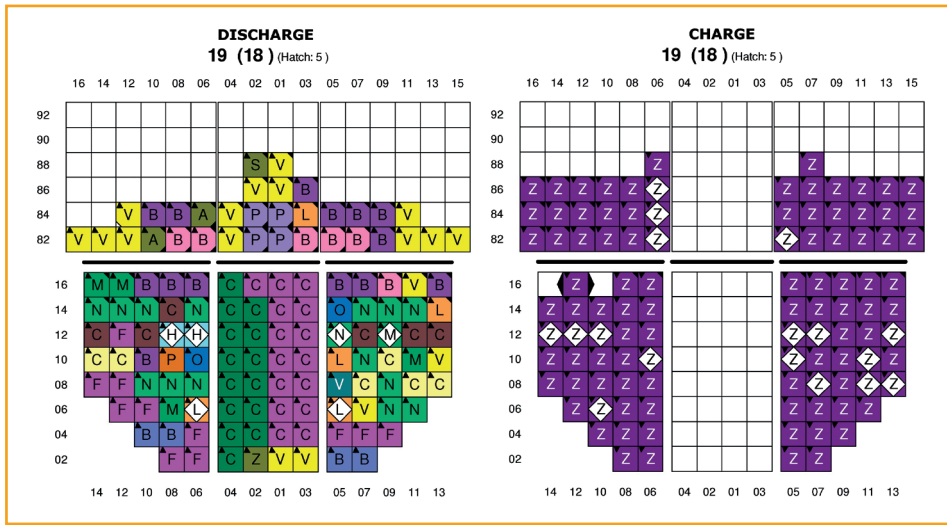 DISCHARGE
19 (18) (Hatch: 5)
16 14 12 10 08 06 04 02 01 03 05 07 09 11 13 15
92
90
88 S V
86 V V B
84 V B B A V P P L B B B V
82 V V V A B B V P P B B B B V V V
16 M M B B B C C C C B B B V B
14 N N N C N C C C C O N N N L
12 C F C H H C C C C N C M C C
10 C C B P O C C C C L N C M V
08 F F N N N C C C C V C N C C
06 F F M L C C C C L V N N
04 B B F C C C C F F F
02 F F C Z V V B B
14 12 10 08 06 04 02 01 03 05 07 09 11 13
CHARGE
19 (18) (Hatch: 5)
16 14 12 10 08 06 04 02 01 03 05 07 09 11 13 15
92
90
88 Z Z
86 Z Z Z Z Z Z Z Z Z Z Z Z
84 Z Z Z Z Z Z Z Z Z Z Z Z
82 Z Z Z Z Z Z Z Z Z Z Z Z
16 Z Z Z Z Z Z Z Z
14 Z Z Z Z Z Z Z Z Z Z
12 Z Z Z Z Z Z Z Z Z Z
10 Z Z Z Z Z Z Z Z Z Z
08 Z Z Z Z Z Z Z Z Z Z
06 Z Z Z Z Z Z Z Z
04 Z Z Z Z Z Z
02 Z Z Z Z
14 12 10 08 06 04 02 01 03 05 07 09 11 13